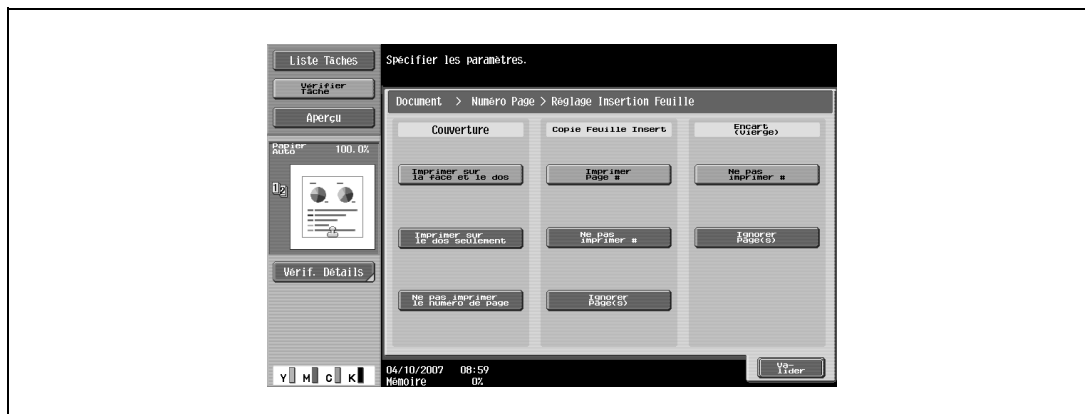 Liste Tâches
Spécifier les paramètres.
Vérifier
Tâche
Aperçu
Document > Numéro Page > Réglage Insertion Feuille
Couverture
Copie Feuille Insert
Encart
(vierge)
Papier
Auto 100.0%
Imprimer sur
la face et le dos
Imprimer
Page #
Ne pas
imprimer #
Imprimer sur
le dos seulement
Ne pas
imprimer #
Ignorer
Page(s)
Vérif. Détails
Ne pas imprimer
le numéro de page
Ignorer
Page(s)
Va-
lider
Y M C K
04/10/2007 08:59
Mémoire 0%